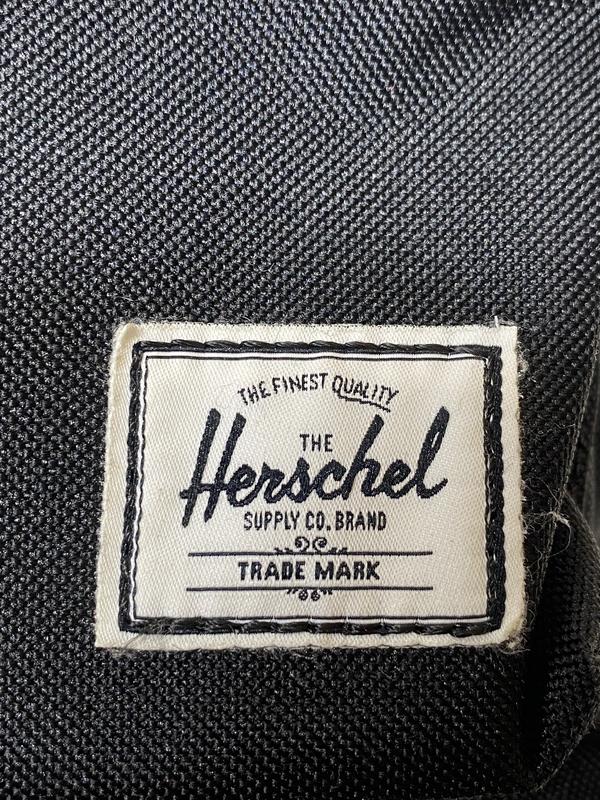 THE FINEST QUALITY
THE
Herschel
SUPPLY CO. BRAND
TRADE MARK